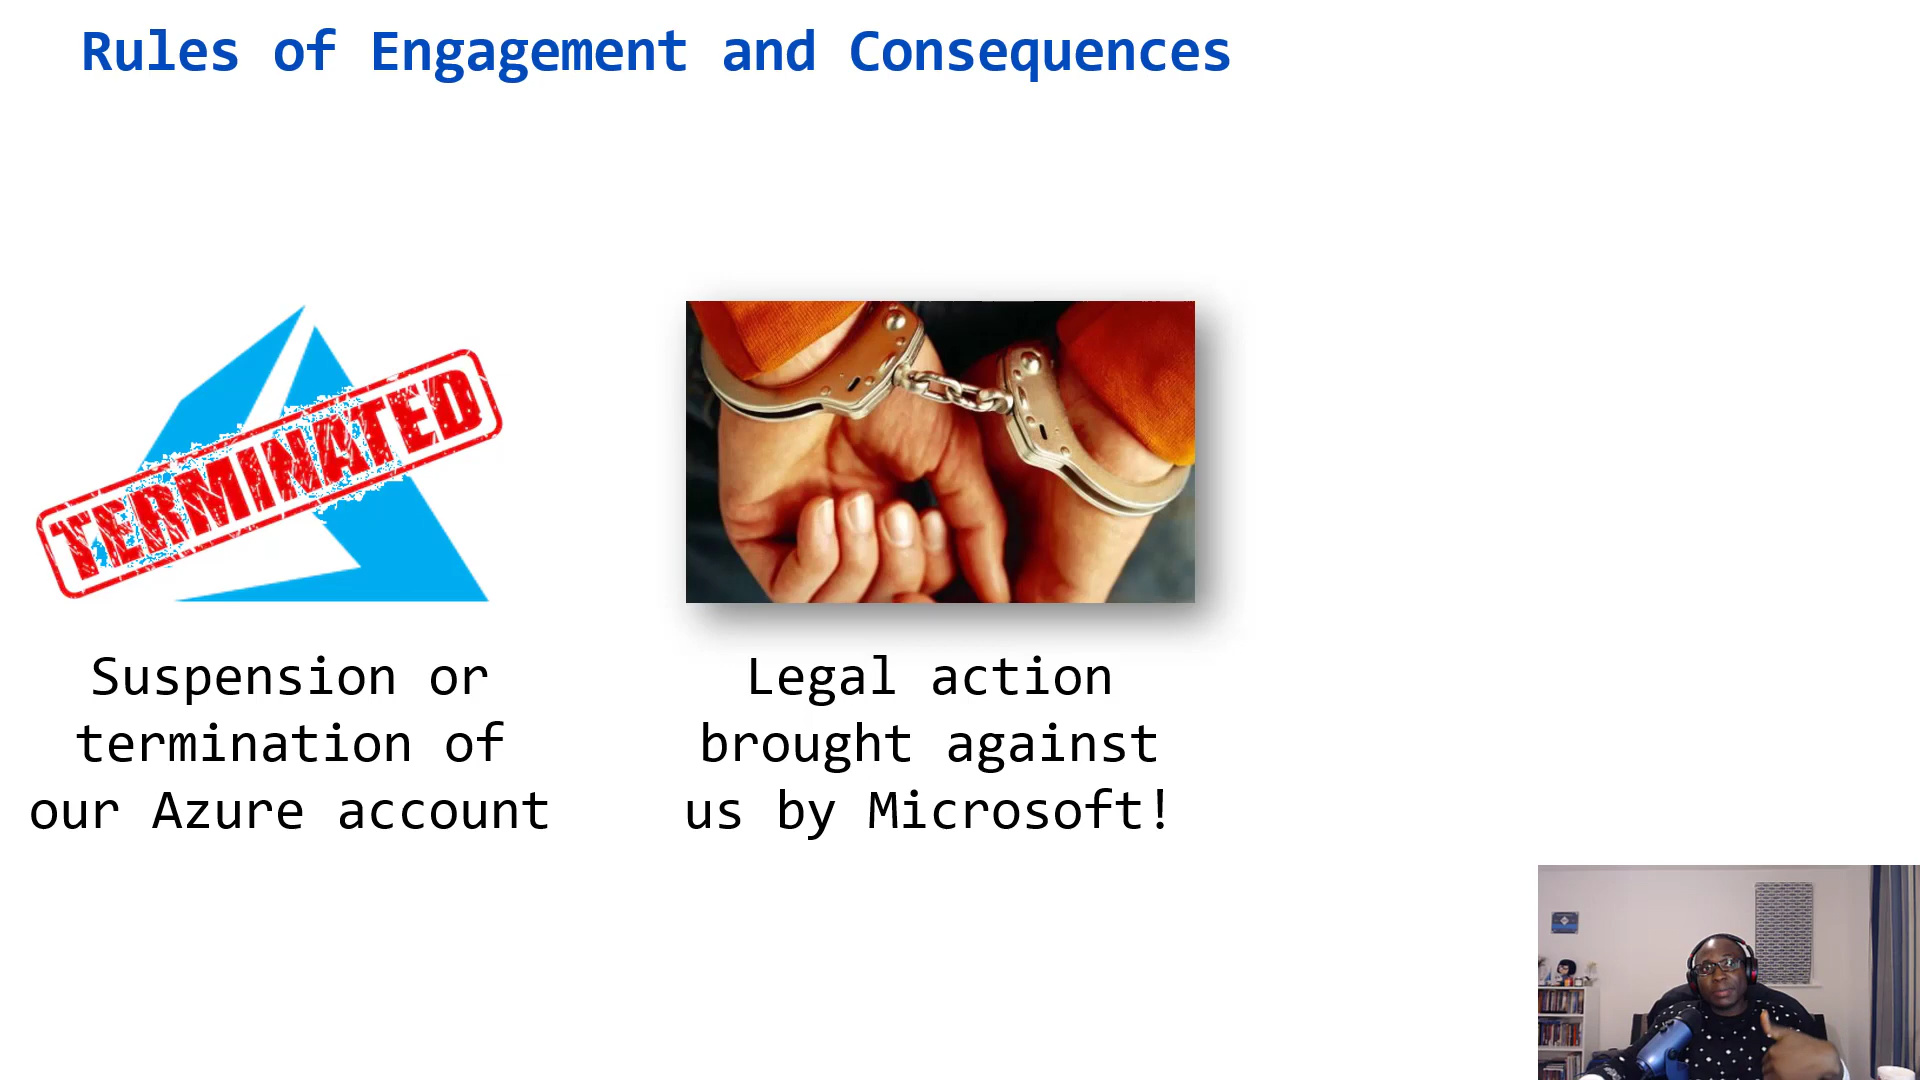 Rules of Engagement and Consequences
TERMINATED
Suspension or
termination of
our Azure account
Legal action
brought against
us by Microsoft!